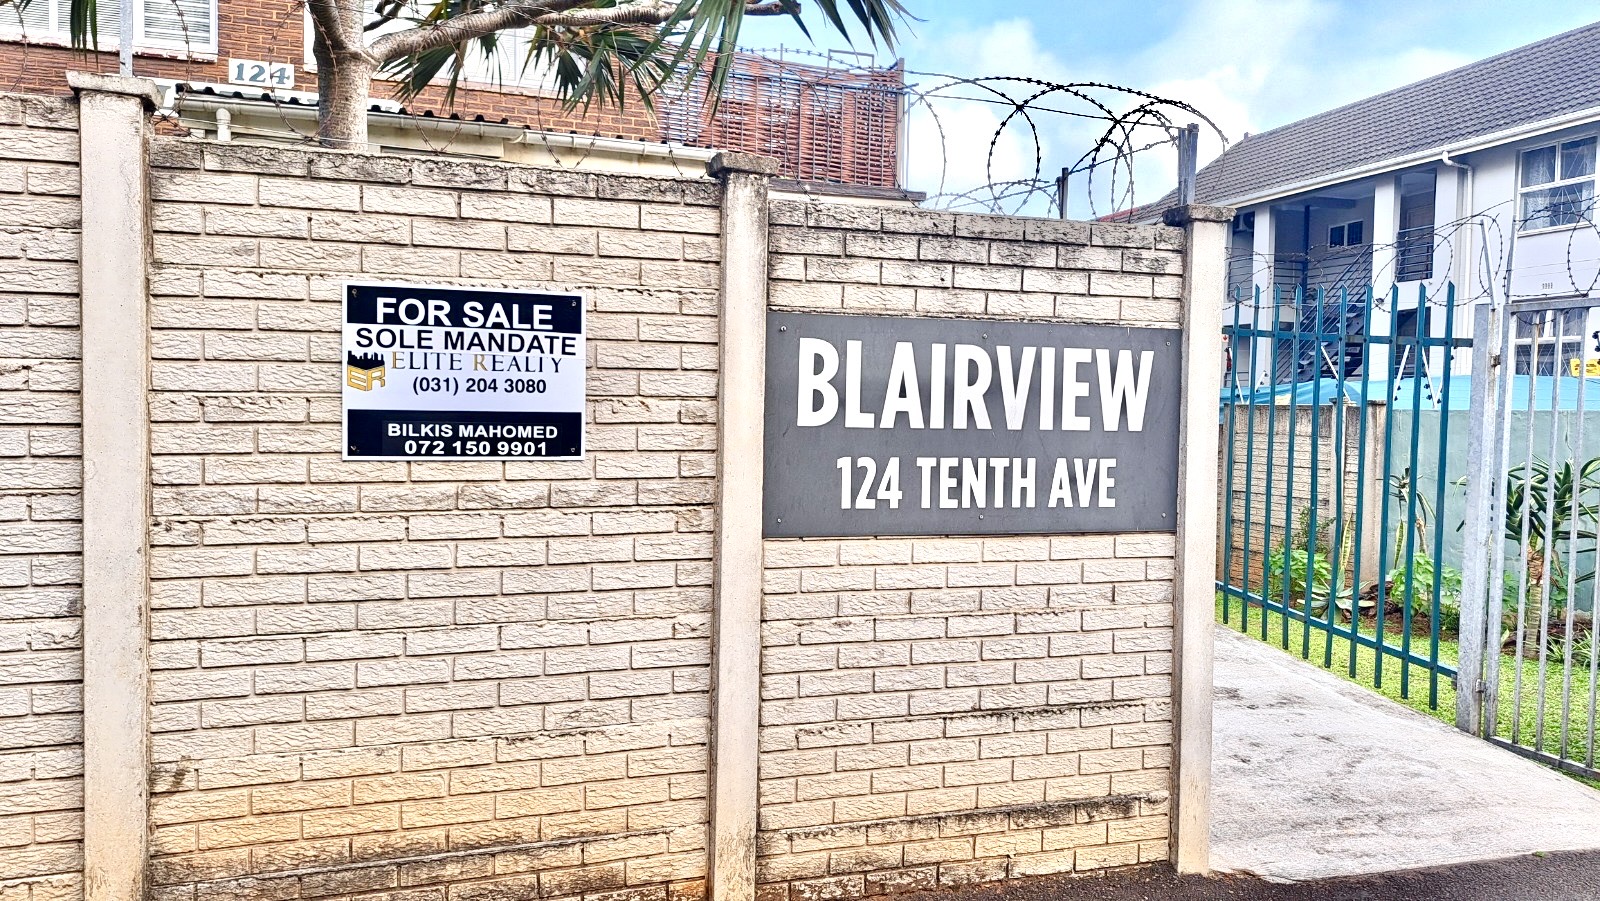 124
FOR SALE
SOLE MANDATE
ELITE REALTY
ER
(031) 204 3080
BILKIS MAHOMED
072 150 9901
BLAIRVIEW
124 TENTH AVE